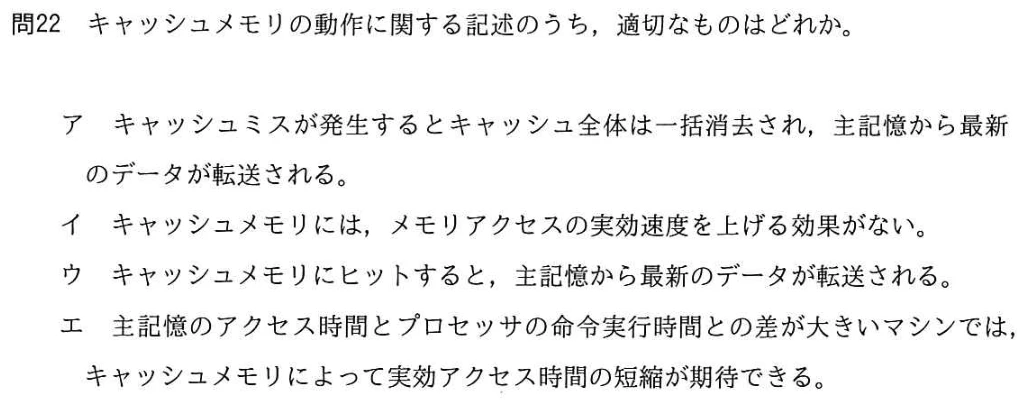 問22　キャッシュメモリの動作に関する記述のうち，適切なものはどれか。
ア　キャッシュミスが発生するとキャッシュ全体は一括消去され，主記憶から最新
のデータが転送される。
イ　キャッシュメモリには，メモリアクセスの実効速度を上げる効果がない。
ウ　キャッシュメモリにヒットすると，主記憶から最新のデータが転送される。
エ　主記憶のアクセス時間とプロセッサの命令実行時間との差が大きいマシンでは，
キャッシュメモリによって実効アクセス時間の短縮が期待できる。